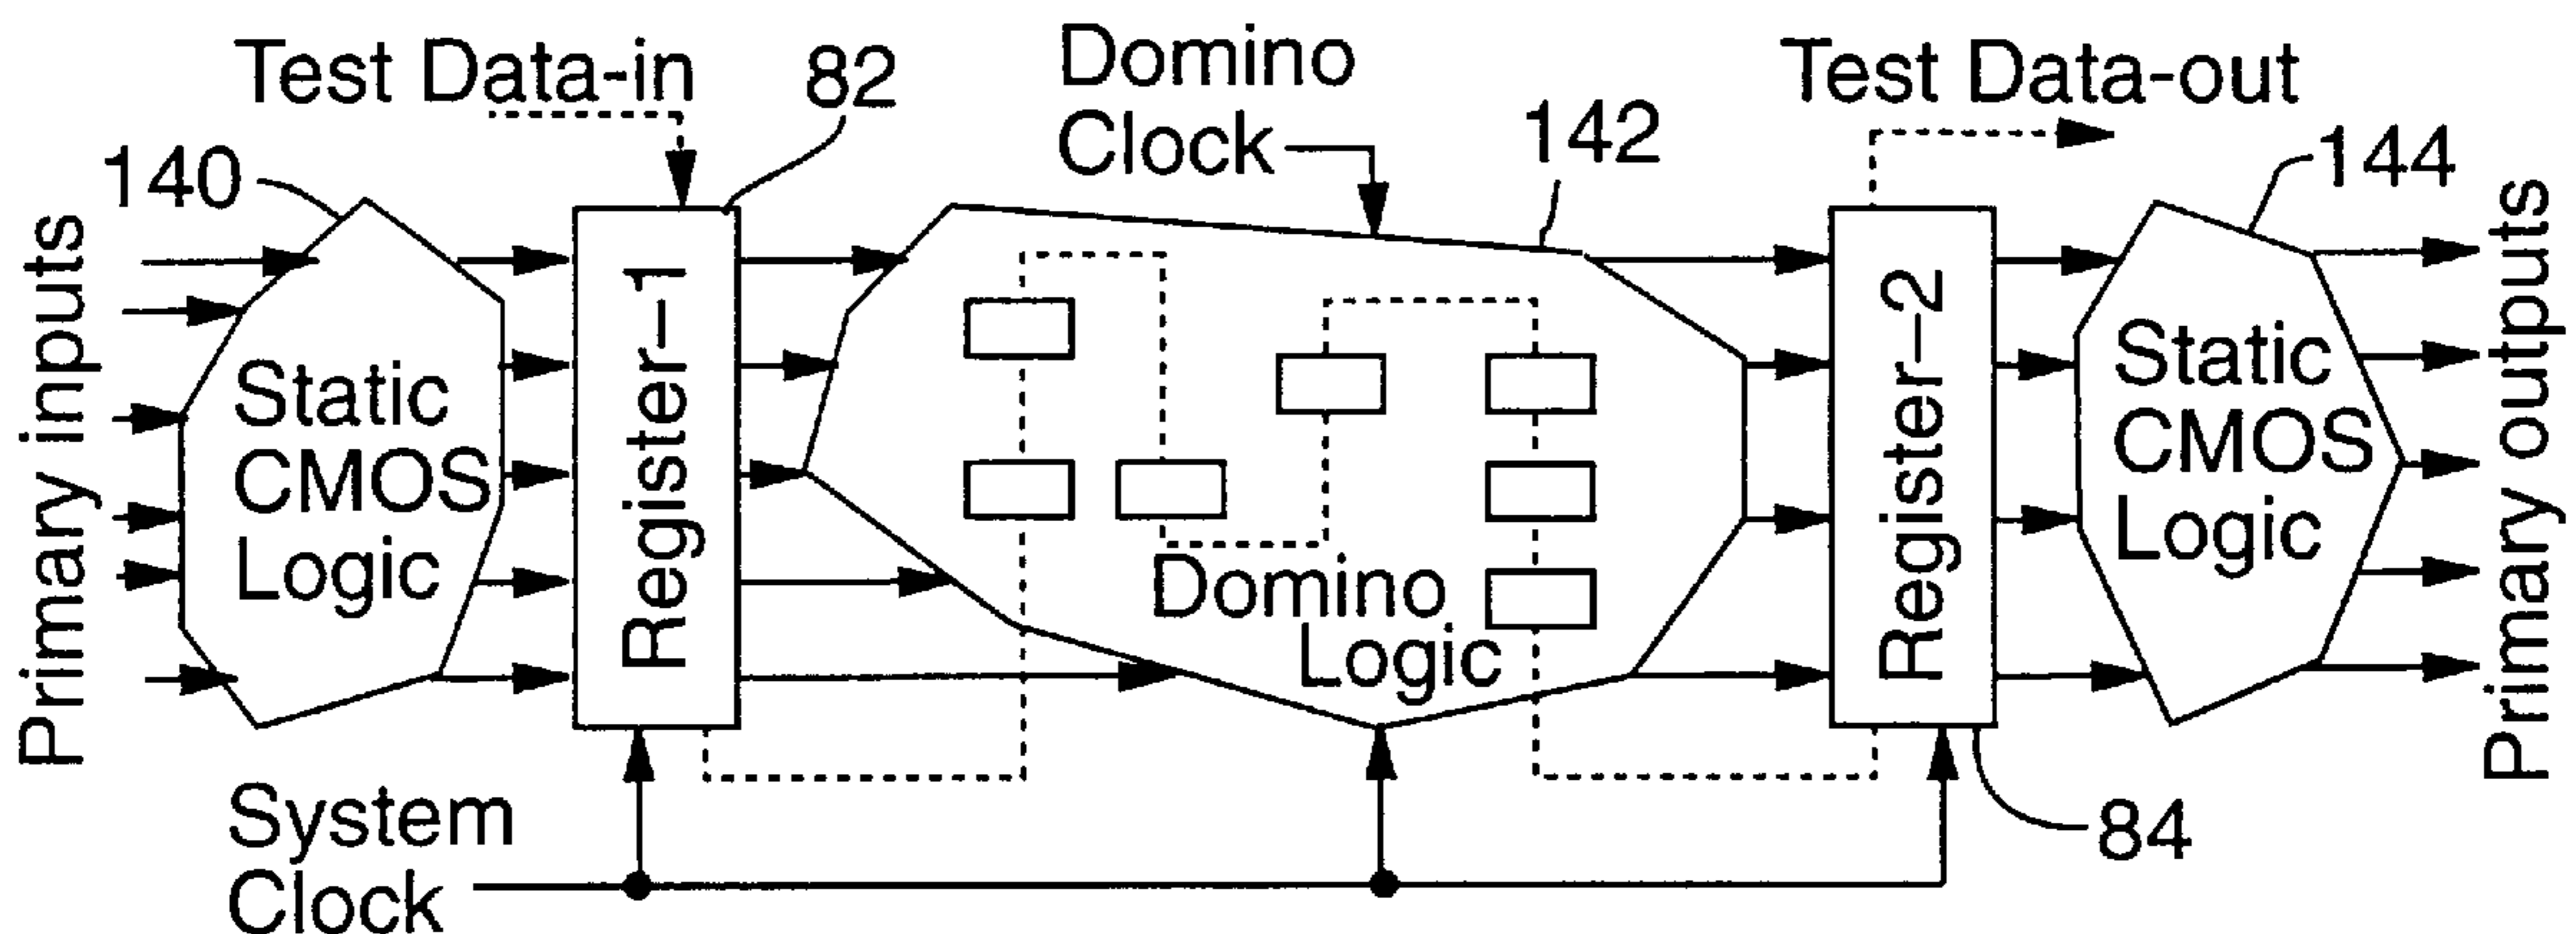 Test Data-in
82
Domino
Clock
142
Test Data-out
144
140
Primary inputs
Static
CMOS
Logic
Register-1
Domino
Logic
Register-2
Static
CMOS
Logic
Primary outputs
System
Clock
84